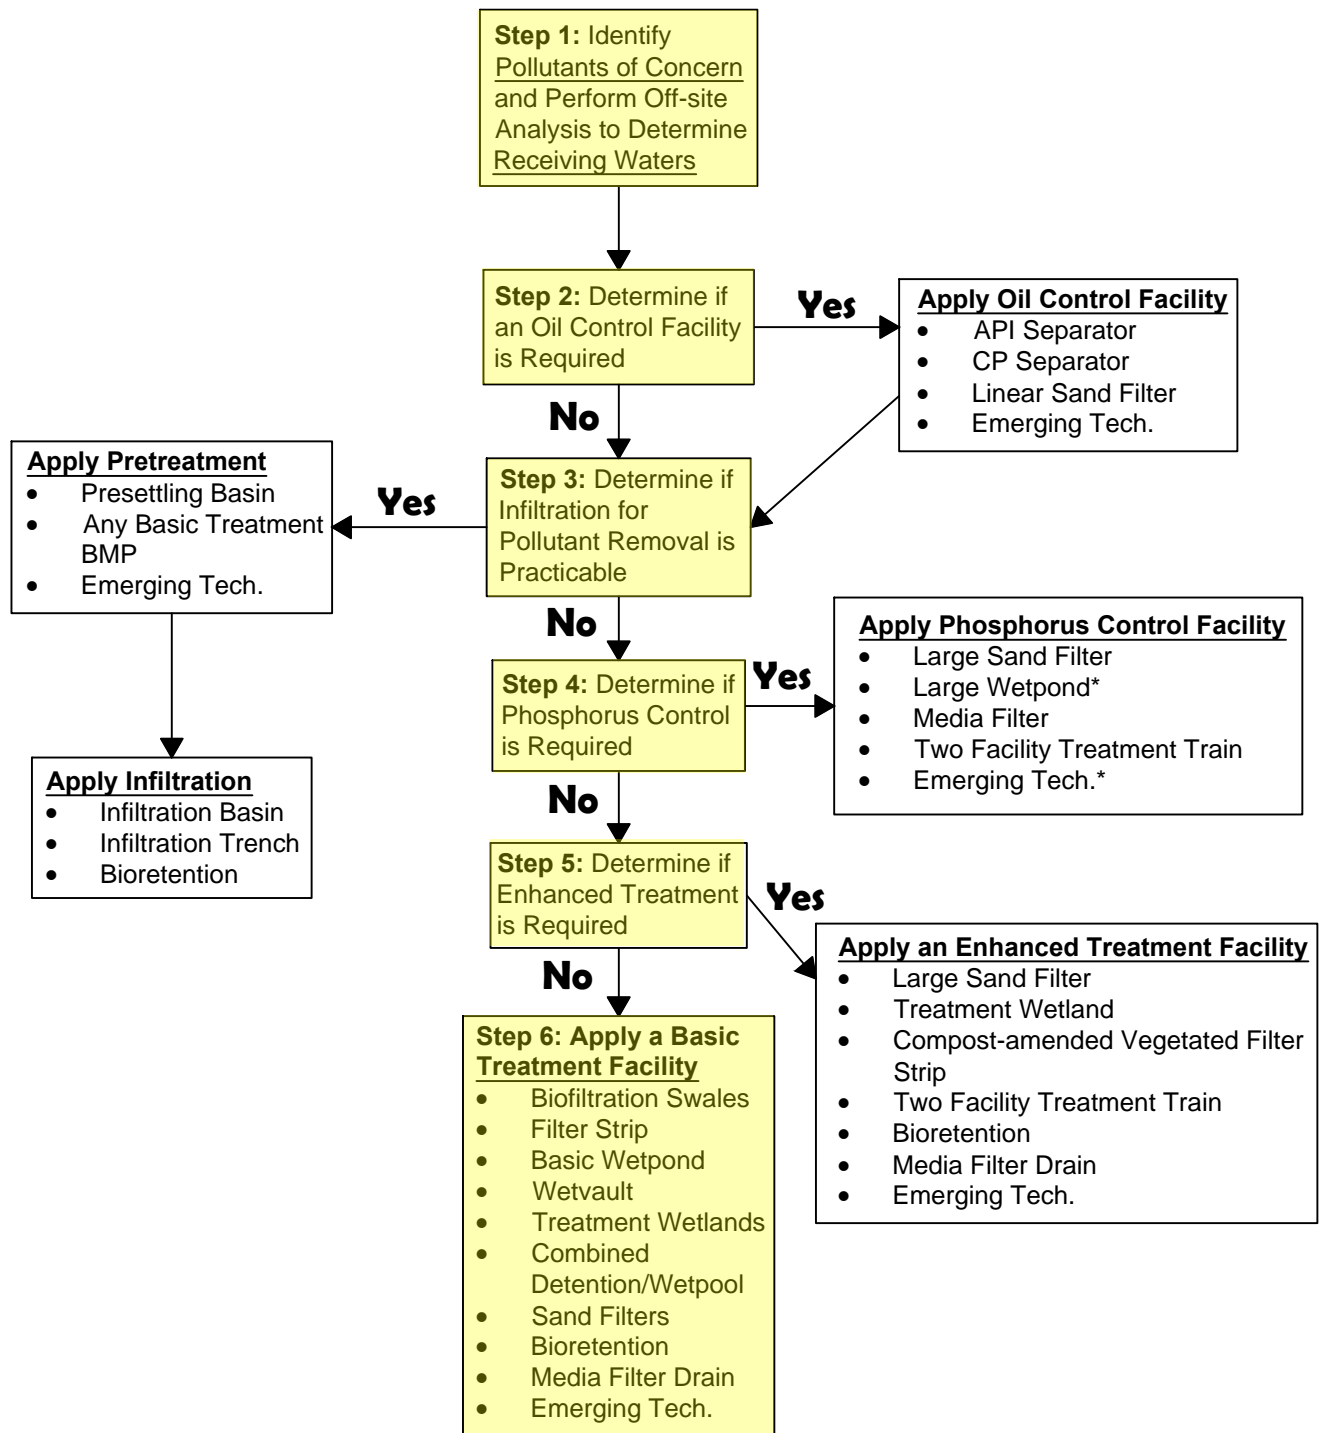 Step 1: Identify
Pollutants of Concern
and Perform Off-site
Analysis to Determine
Receiving Waters
Step 2: Determine if
an Oil Control Facility
is Required
Yes
Apply Oil Control Facility
• API Separator
• CP Separator
• Linear Sand Filter
• Emerging Tech.
No
Step 3: Determine if
Infiltration for
Pollutant Removal is
Practicable
Yes
Apply Pretreatment
• Presettling Basin
• Any Basic Treatment
BMP
• Emerging Tech.
Apply Infiltration
• Infiltration Basin
• Infiltration Trench
• Bioretention
No
Step 4: Determine if
Phosphorus Control
is Required
Yes
Apply Phosphorus Control Facility
• Large Sand Filter
• Large Wetpond*
• Media Filter
• Two Facility Treatment Train
• Emerging Tech.*
No
Step 5: Determine if
Enhanced Treatment
is Required
Yes
Apply an Enhanced Treatment Facility
• Large Sand Filter
• Treatment Wetland
• Compost-amended Vegetated Filter
Strip
• Two Facility Treatment Train
• Bioretention
• Media Filter Drain
• Emerging Tech.
No
Step 6: Apply a Basic
Treatment Facility
• Biofiltration Swales
• Filter Strip
• Basic Wetpond
• Wetvault
• Treatment Wetlands
• Combined
Detention/Wetpool
• Sand Filters
• Bioretention
• Media Filter Drain
• Emerging Tech.